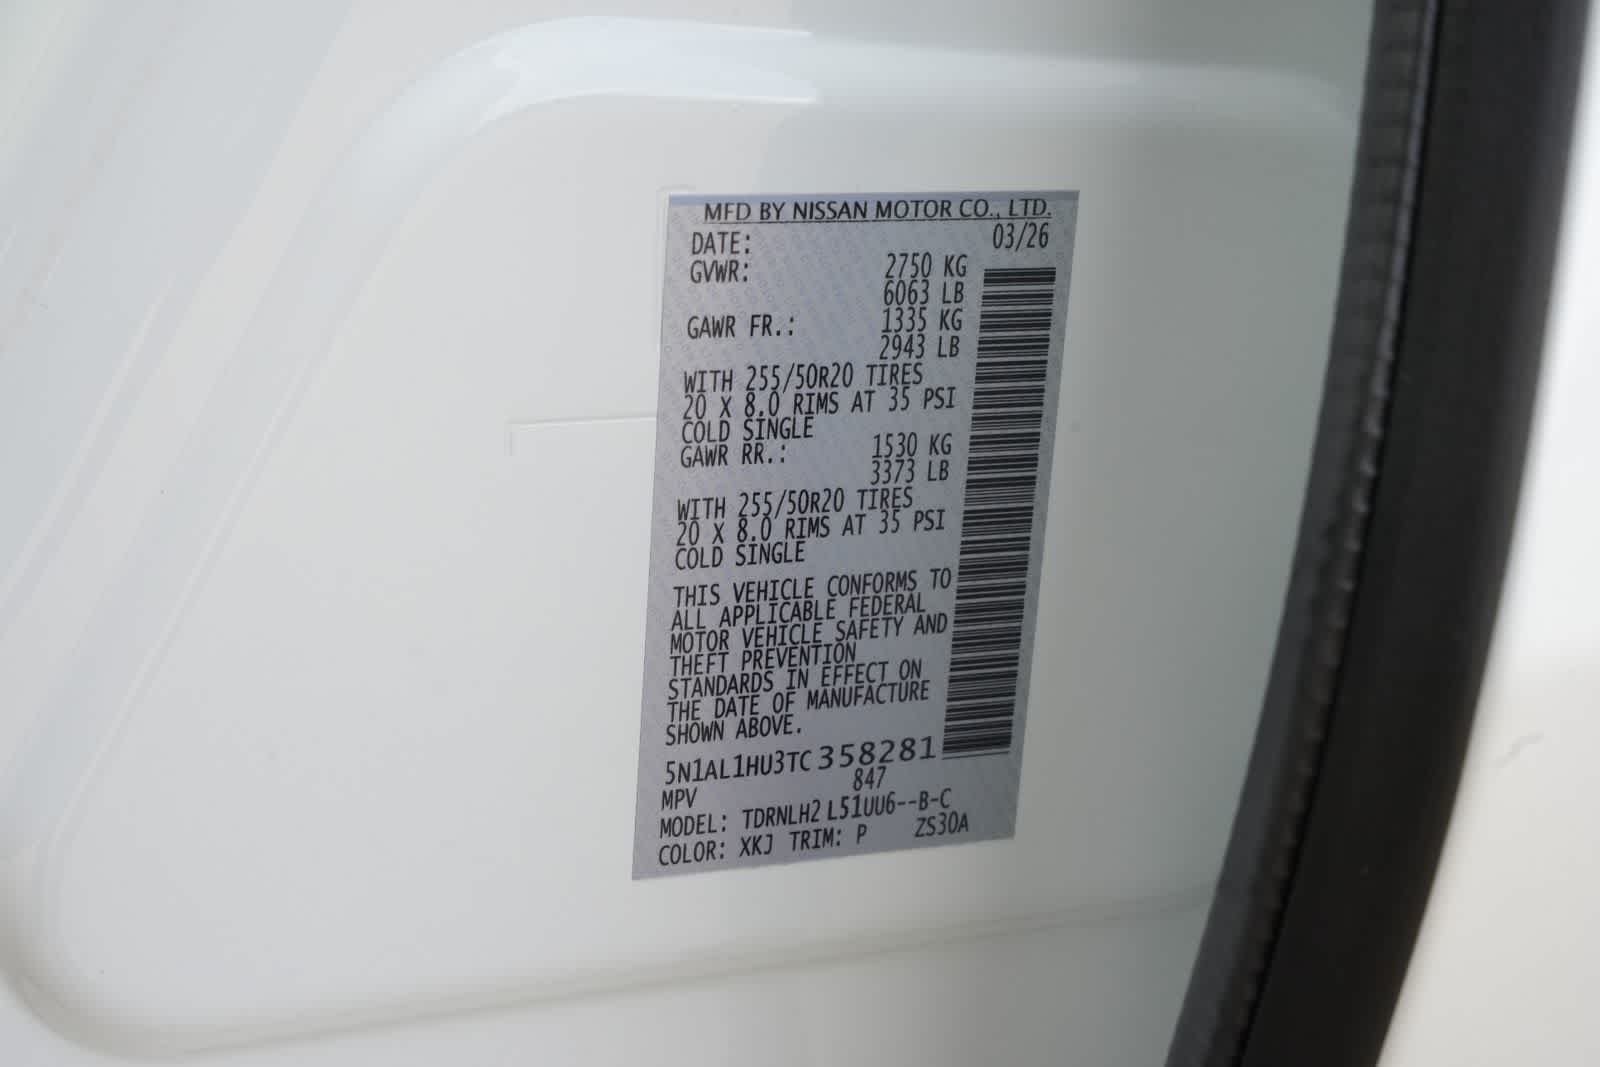 MFD BY NISSAN MOTOR CO., LTD.
DATE: 03/26
GVWR: 2750 KG
6063 LB
GAWR FR.: 1335 KG
2943 LB
WITH 255/50R20 TIRES
20 X 8.0 RIMS AT 35 PSI
COLD SINGLE
GAWR RR.: 1530 KG
3373 LB
WITH 255/50R20 TIRES
20 X 8.0 RIMS AT 35 PSI
COLD SINGLE
THIS VEHICLE CONFORMS TO
ALL APPLICABLE FEDERAL
MOTOR VEHICLE SAFETY AND
THEFT PREVENTION
STANDARDS IN EFFECT ON
THE DATE OF MANUFACTURE
SHOWN ABOVE.
5N1AL1HU3TC358281
MPV 847
MODEL: TDRNLH2 L51UU6--B-C
COLOR: XKJ TRIM: P ZS30A